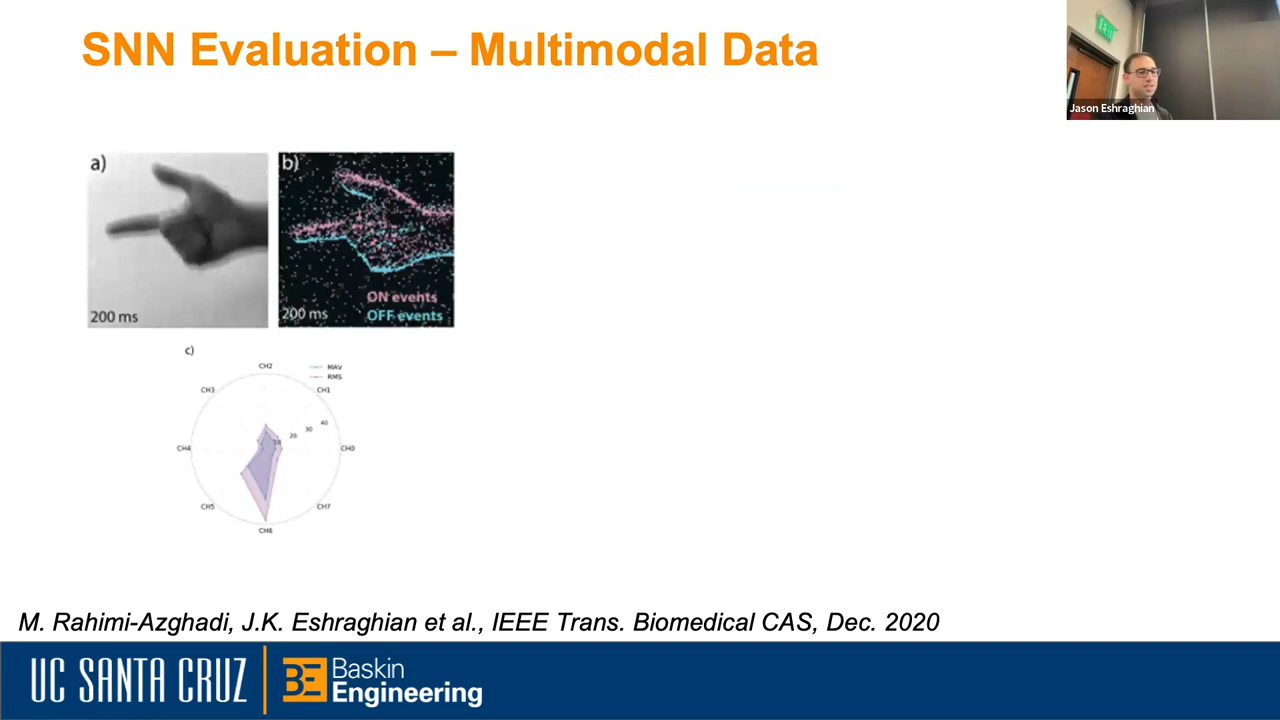 SNN Evaluation – Multimodal Data
EXIT
Jason Eshraghian
a)
b)
200 ms
200 ms
ON events
OFF events
c)
CH2
MAV
RMS
CH3
CH1
40
30
20
10
CH4
CH0
CH5
CH7
CH6
M. Rahimi-Azghadi, J.K. Eshraghian et al., IEEE Trans. Biomedical CAS, Dec. 2020
UC SANTA CRUZ
BE
Baskin
Engineering